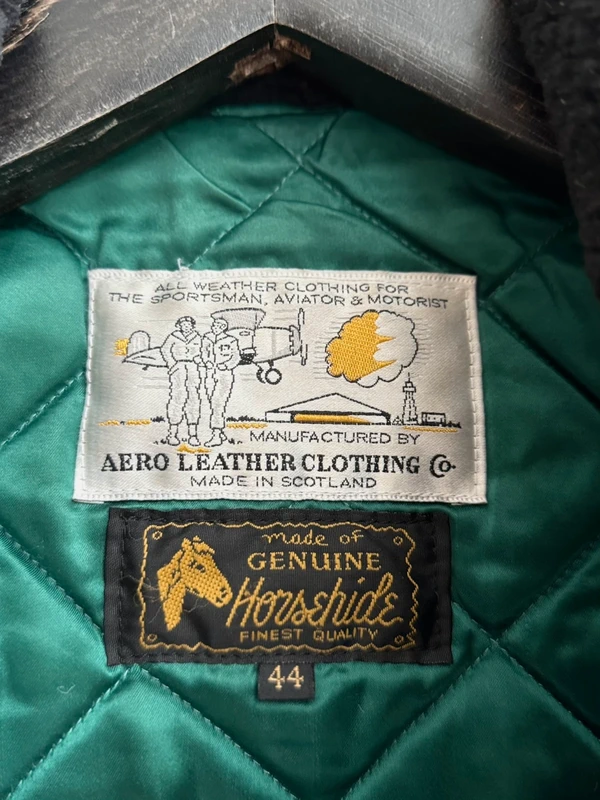 ALL WEATHER CLOTHING FOR
THE SPORTSMAN, AVIATOR & MOTORIST
MANUFACTURED BY
AERO LEATHER CLOTHING Co.
MADE IN SCOTLAND
made of
GENUINE
Horsehide
FINEST QUALITY
44